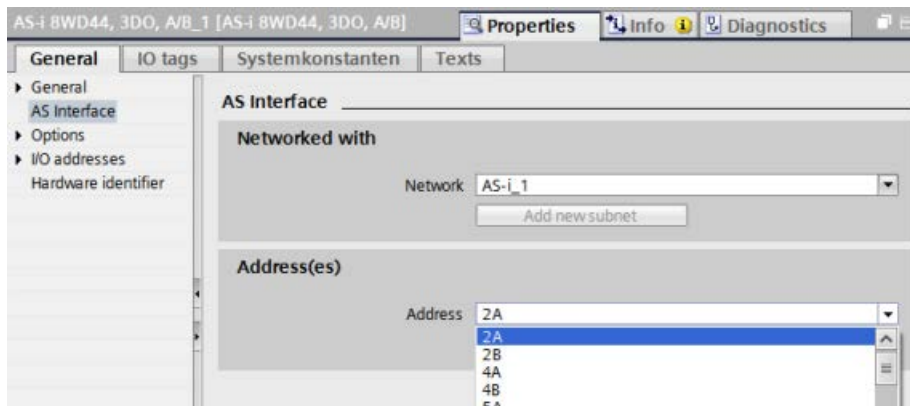 AS-i 8WD44, 3DO, A/B_1 [AS-i 8WD44, 3DO, A/B]
Properties
Info
Diagnostics
General
IO tags
Systemkonstanten
Texts
General
AS Interface
Options
I/O addresses
Hardware identifier
AS Interface
Networked with
Network AS-i_1
Add new subnet
Address(es)
Address 2A
2A
2B
4A
4B
5A